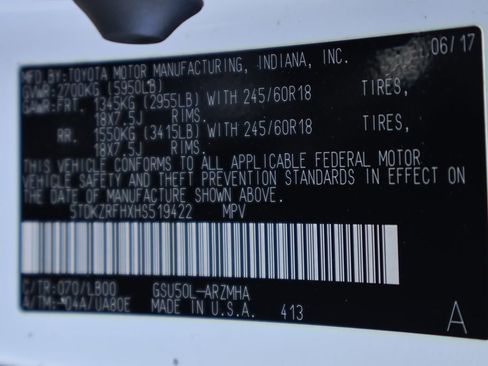 MFD.BY:TOYOTA MOTOR MANUFACTURING, INDIANA, INC. 06/17
GVWR:2700KG (5950LB)
GAWR:FRT. 1345KG (2955LB) WITH 245/60R18 TIRES,
18X7.5J RIMS.
RR. 1550KG (3415LB) WITH 245/60R18 TIRES,
18X7.5J RIMS.
THIS VEHICLE CONFORMS TO ALL APPLICABLE FEDERAL MOTOR
VEHICLE SAFETY AND THEFT PREVENTION STANDARDS IN EFFECT ON
THE DATE OF MANUFACTURE SHOWN ABOVE.
5TDKZRFHXHS519422 MPV
C/TR:070/LB00 GSU50L-ARZMHA
A/TM:*04A/UA80E MADE IN U.S.A. 413 A